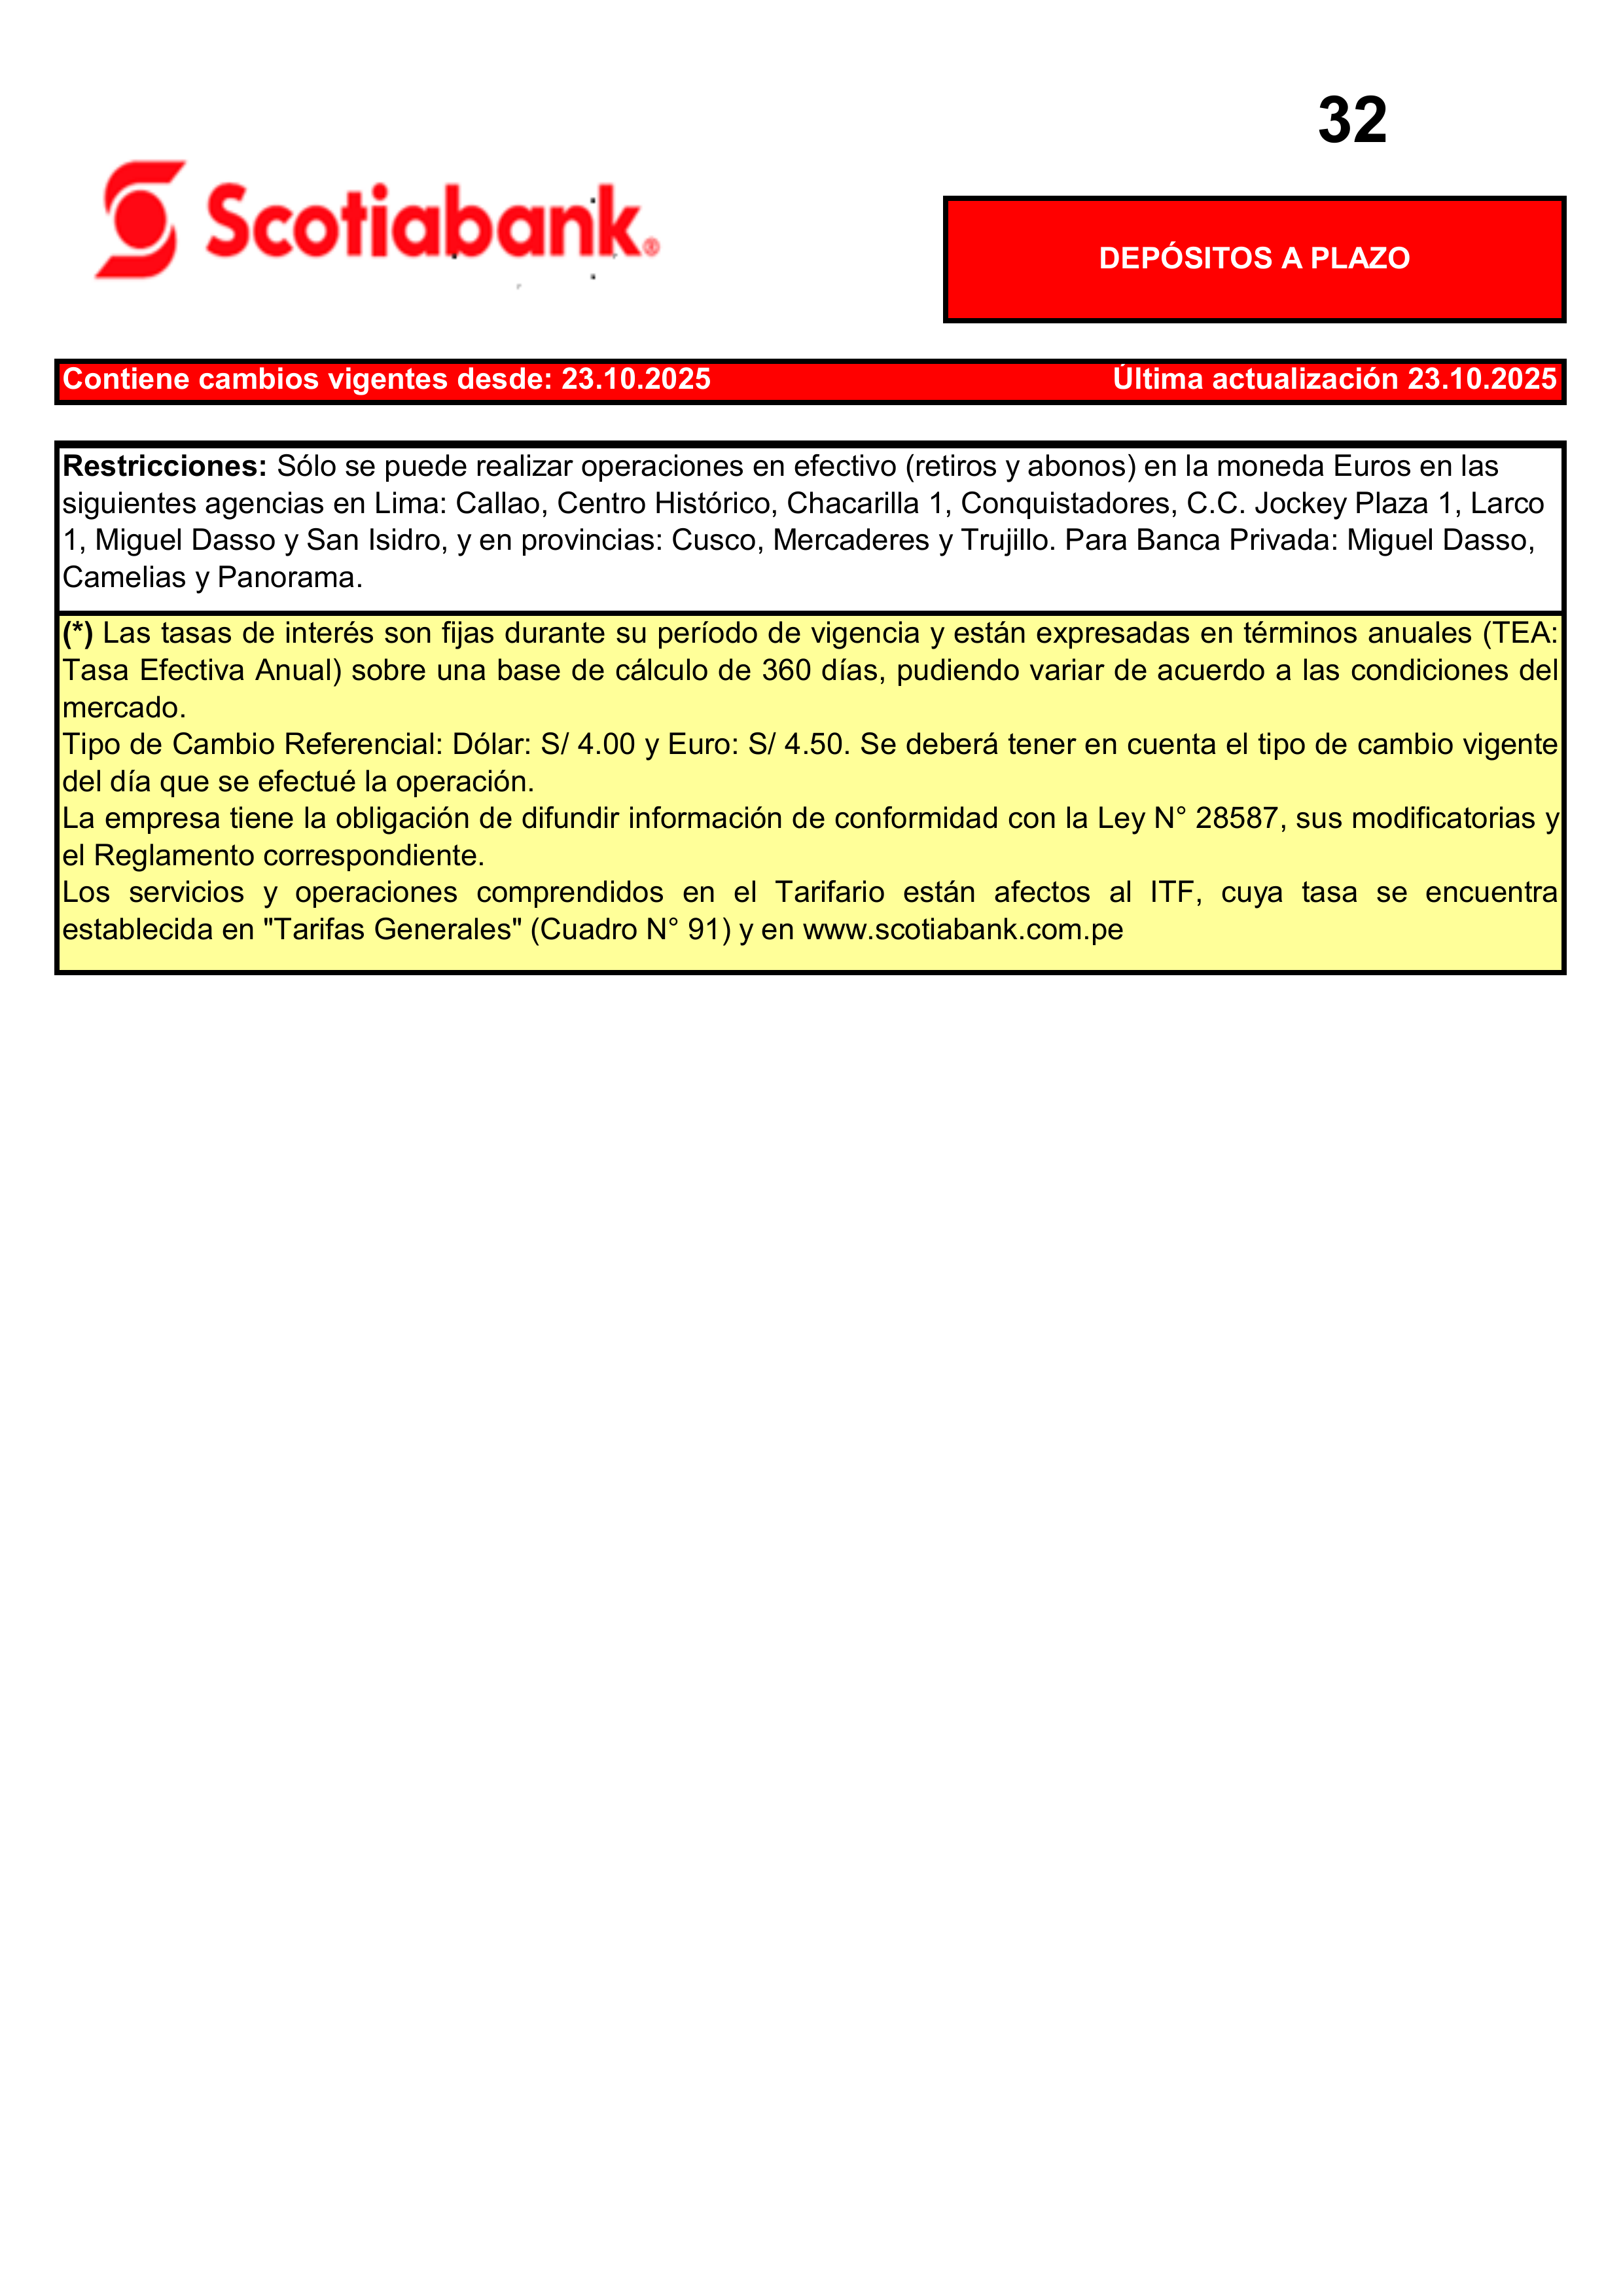 32
Scotiabank®
DEPÓSITOS A PLAZO
Contiene cambios vigentes desde: 23.10.2025 Última actualización 23.10.2025
Restricciones: Sólo se puede realizar operaciones en efectivo (retiros y abonos) en la moneda Euros en las
siguientes agencias en Lima: Callao, Centro Histórico, Chacarilla 1, Conquistadores, C.C. Jockey Plaza 1, Larco
1, Miguel Dasso y San Isidro, y en provincias: Cusco, Mercaderes y Trujillo. Para Banca Privada: Miguel Dasso,
Camelias y Panorama.
(*) Las tasas de interés son fijas durante su período de vigencia y están expresadas en términos anuales (TEA:
Tasa Efectiva Anual) sobre una base de cálculo de 360 días, pudiendo variar de acuerdo a las condiciones del
mercado.
Tipo de Cambio Referencial: Dólar: S/ 4.00 y Euro: S/ 4.50. Se deberá tener en cuenta el tipo de cambio vigente
del día que se efectué la operación.
La empresa tiene la obligación de difundir información de conformidad con la Ley N° 28587, sus modificatorias y
el Reglamento correspondiente.
Los servicios y operaciones comprendidos en el Tarifario están afectos al ITF, cuya tasa se encuentra
establecida en "Tarifas Generales" (Cuadro N° 91) y en www.scotiabank.com.pe